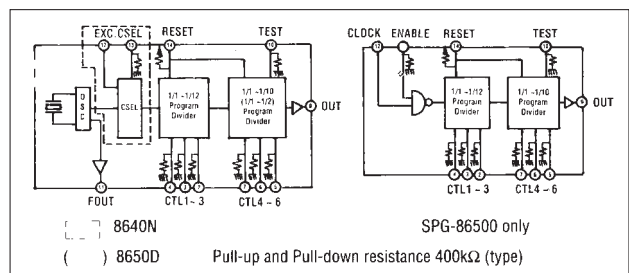 EXC.CSEL RESET TEST
CLOCK ENABLE RESET TEST
OSC
CSEL
1/1 -1/12
Program
Divider
1/1 -1/10
(1/1 -1/2)
Program
Divider
OUT
1/1 -1/12
Program
Divider
1/1 -1/10
Program
Divider
OUT
FOUT CTL1~3 CTL4~6
CTL1~3 CTL4~6
8640N
SPG-86500 only
( ) 8650D Pull-up and Pull-down resistance 400kΩ (type)